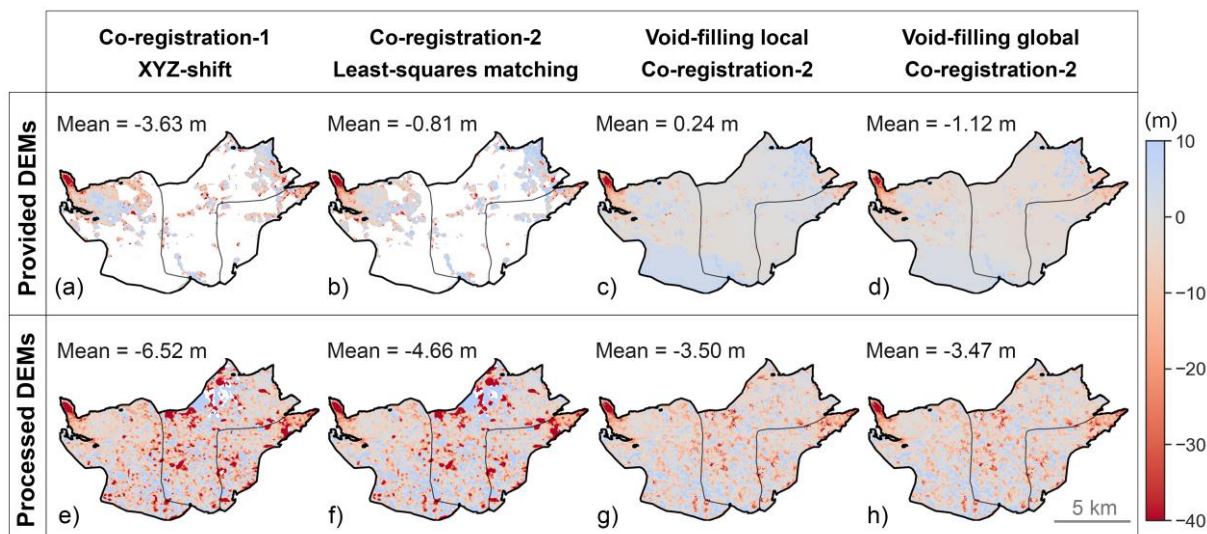 Co-registration-1
XYZ-shift
Co-registration-2
Least-squares matching
Void-filling local
Co-registration-2
Void-filling global
Co-registration-2
Provided DEMs
Mean = -3.63 m
Mean = -0.81 m
Mean = 0.24 m
Mean = -1.12 m
(a)
b)
c)
d)
Processed DEMs
Mean = -6.52 m
Mean = -4.66 m
Mean = -3.50 m
Mean = -3.47 m
e)
f)
g)
h)
5 km
(m)
10
0
−10
−20
−30
−40